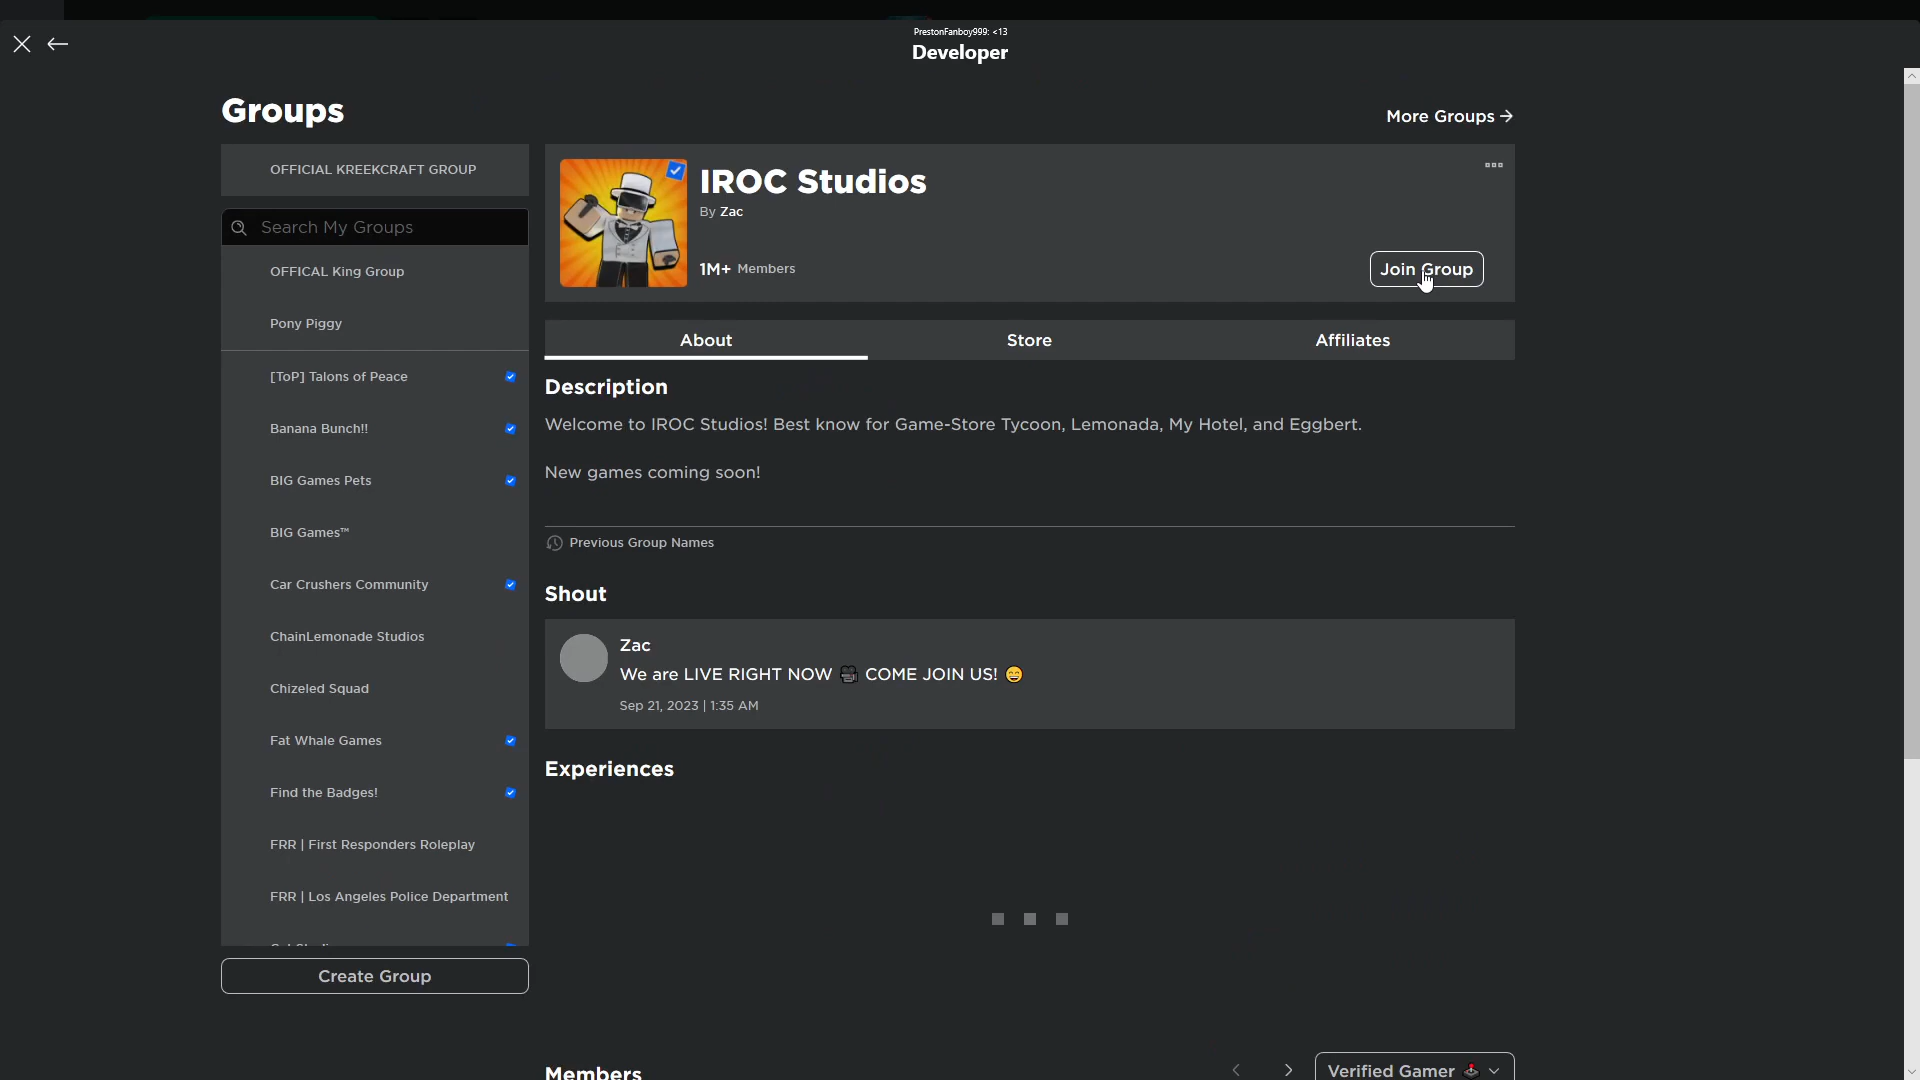 PrestonFanboy999: <13
Developer
Groups
More Groups
OFFICIAL KREEKCRAFT GROUP
Search My Groups
OFFICAL King Group
Pony Piggy
[ToP] Talons of Peace
Banana Bunch!!
BIG Games Pets
BIG Games™
Car Crushers Community
ChainLemonade Studios
Chizeled Squad
Fat Whale Games
Find the Badges!
FRR | First Responders Roleplay
FRR | Los Angeles Police Department
Create Group
IROC Studios
By Zac
1M+ Members
Join Group
About
Store
Affiliates
Description
Welcome to IROC Studios! Best know for Game-Store Tycoon, Lemonada, My Hotel, and Eggbert.
New games coming soon!
Previous Group Names
Shout
Zac
We are LIVE RIGHT NOW 🎥 COME JOIN US! 😄
Sep 21, 2023 | 1:35 AM
Experiences
Members
Verified Gamer 🕹️